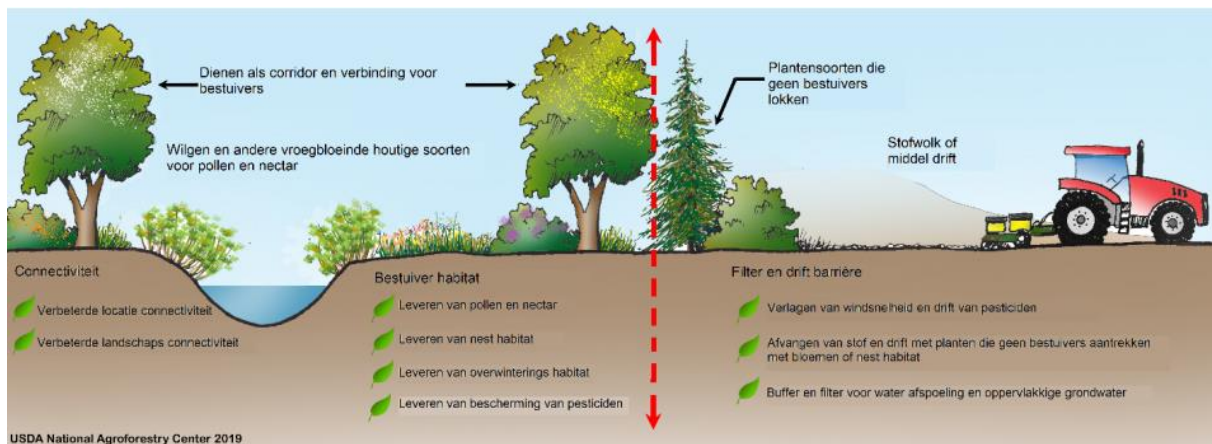 Dienen als corridor en verbinding voor
bestuivers
Wilgen en andere vroegbloeinde houtige soorten
voor pollen en nectar
Plantensoorten die
geen bestuivers
lokken
Stofwolk of
middel drift
Connectiviteit
Verbeterde locatie connectiviteit
Verbeterde landschaps connectiviteit
Bestuiver habitat
Leveren van pollen en nectar
Leveren van nest habitat
Leveren van overwinterings habitat
Leveren van bescherming van pesticiden
Filter en drift barrière
Verlagen van windsnelheid en drift van pesticiden
Afvangen van stof en drift met planten die geen bestuivers aantrekken
met bloemen of nest habitat
Buffer en filter voor water afspoeling en oppervlakkige grondwater
USDA National Agroforestry Center 2019